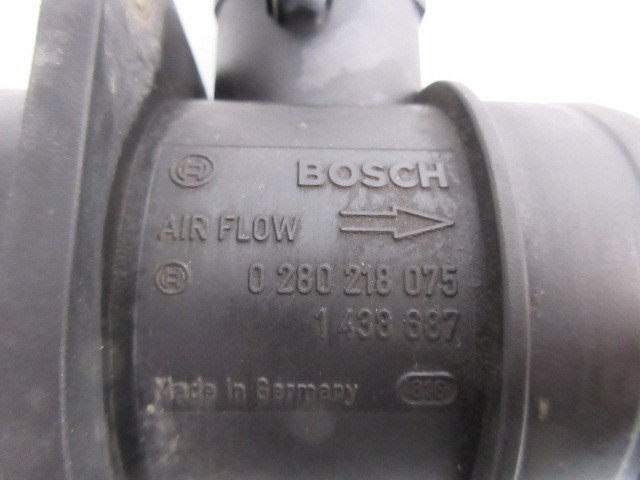 BOSCH
AIR FLOW
0 280 218 075
1 438 687
Made in Germany